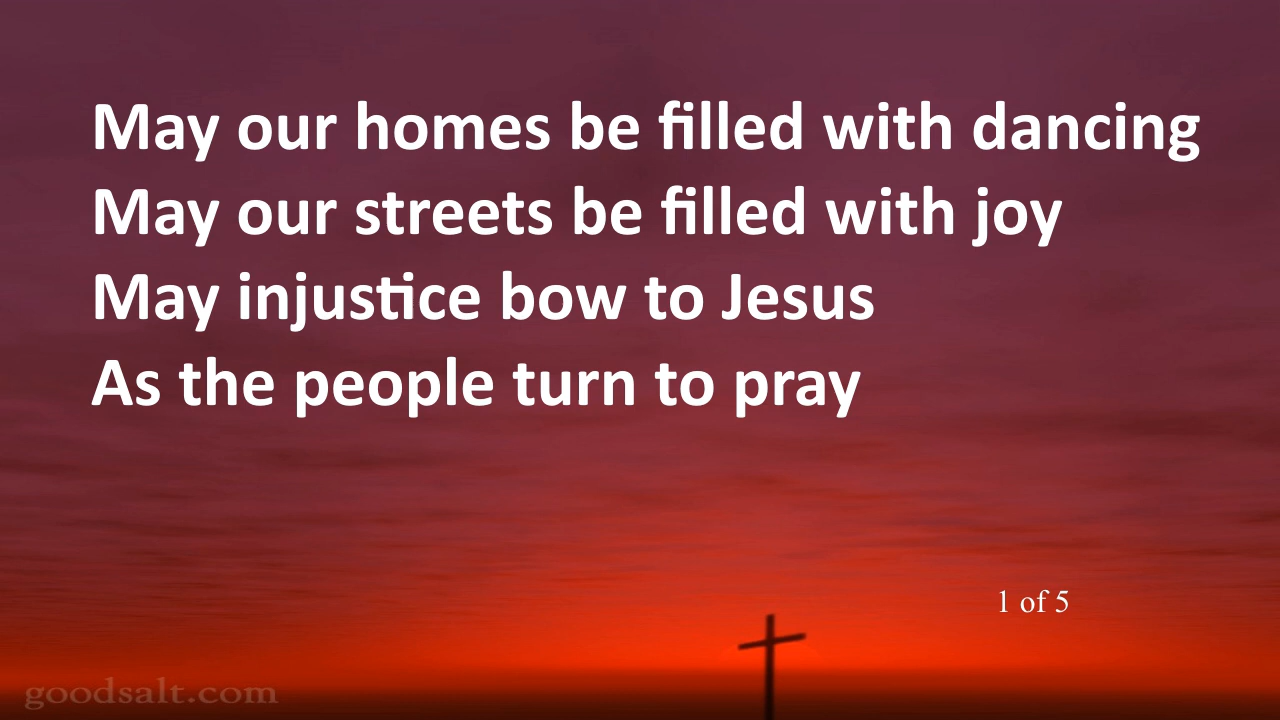 May our homes be filled with dancing
May our streets be filled with joy
May injustice bow to Jesus
As the people turn to pray
1 of 5
goodsalt.com